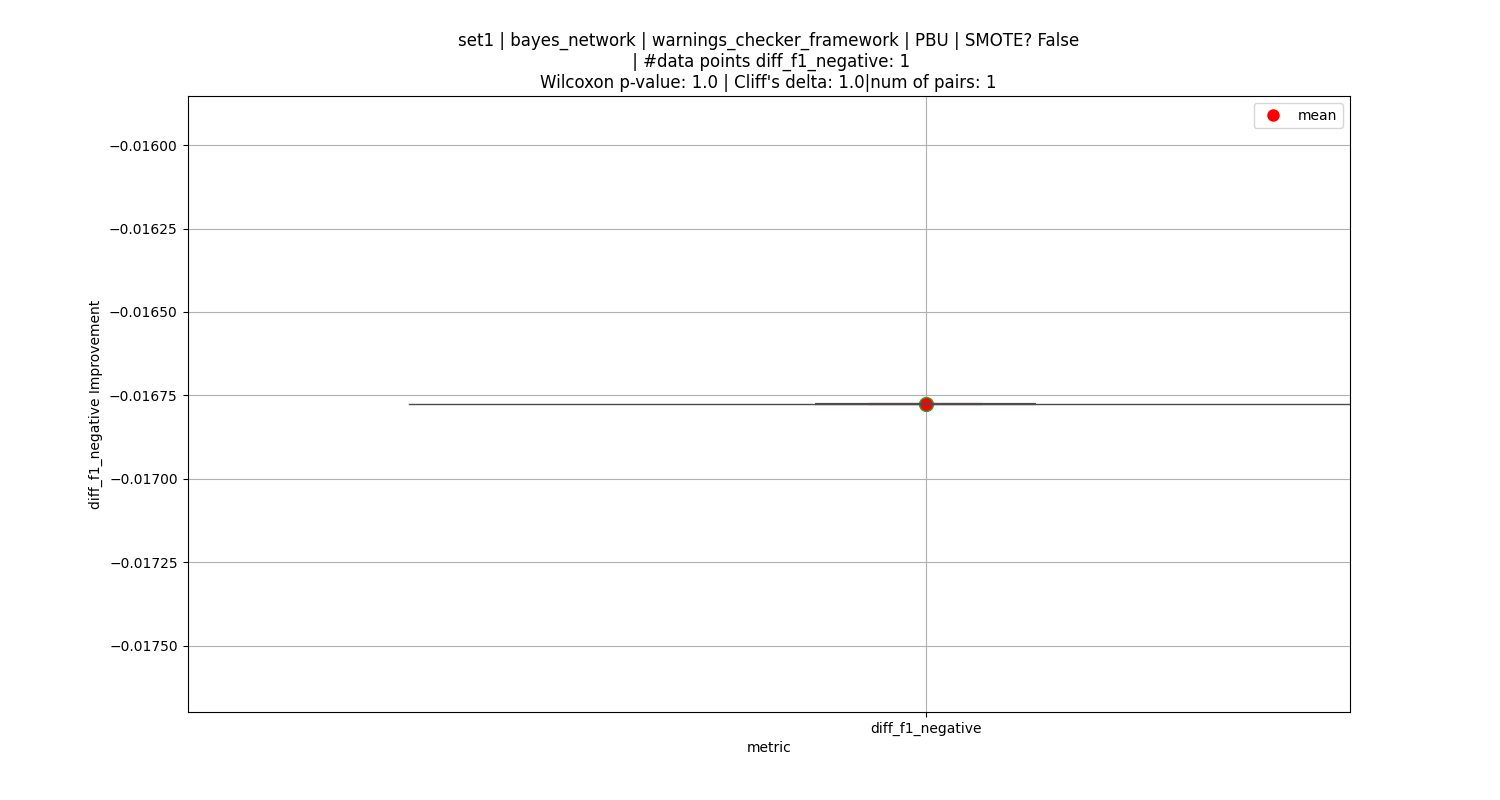 set1 | bayes_network | warnings_checker_framework | PBU | SMOTE? False
| #data points diff_f1_negative: 1
Wilcoxon p-value: 1.0 | Cliff's delta: 1.0|num of pairs: 1
mean
−0.01600
−0.01625
−0.01650
−0.01675
−0.01700
−0.01725
−0.01750
diff_f1_negative Improvement
diff_f1_negative
metric